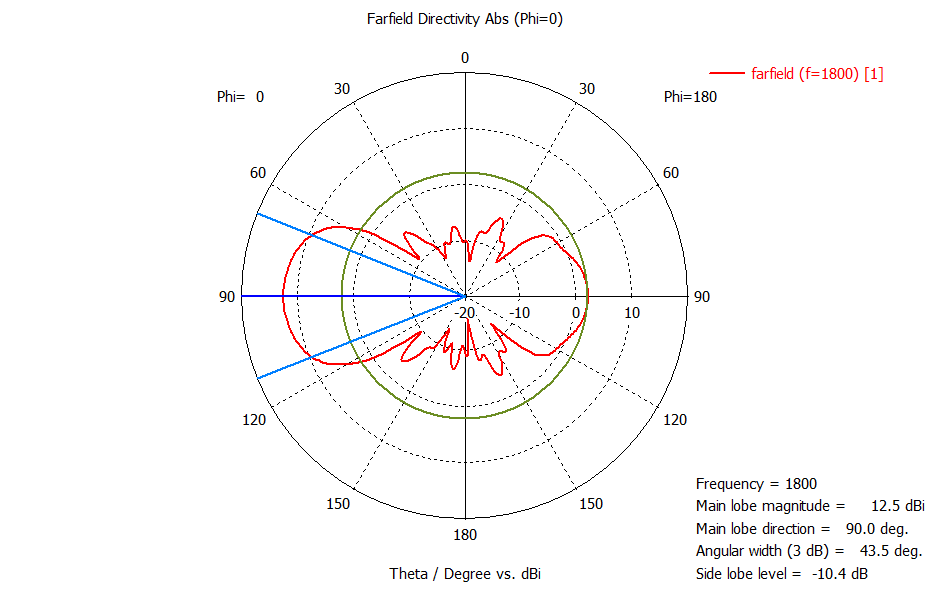 Farfield Directivity Abs (Phi=0)
0
farfield (f=1800) [1]
30
30
Phi= 0
Phi=180
60
60
90
-20
-10
0
10
90
120
120
150
150
180
Frequency = 1800
Main lobe magnitude = 12.5 dBi
Main lobe direction = 90.0 deg.
Angular width (3 dB) = 43.5 deg.
Side lobe level = -10.4 dB
Theta / Degree vs. dBi